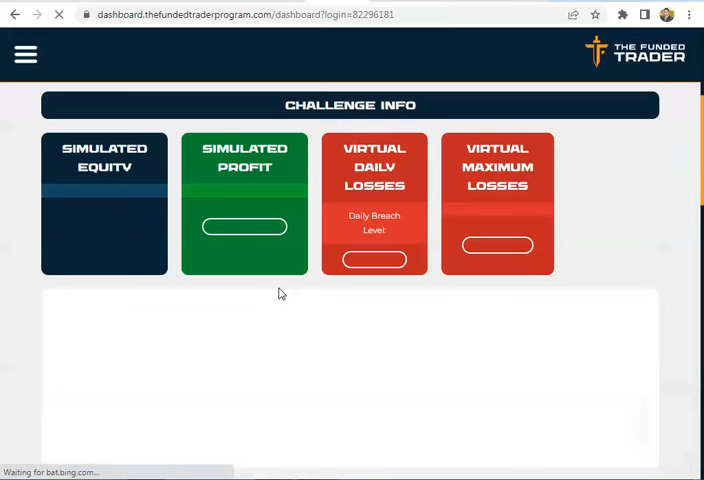 dashboard.thefundedtraderprogram.com/dashboard?login=82296181
THE FUNDED
TRADER
CHALLENGE INFO
SIMULATED
EQUITY
SIMULATED
PROFIT
VIRTUAL
DAILY
LOSSES
Daily Breach
Level:
VIRTUAL
MAXIMUM
LOSSES
Waiting for bat.bing.com...